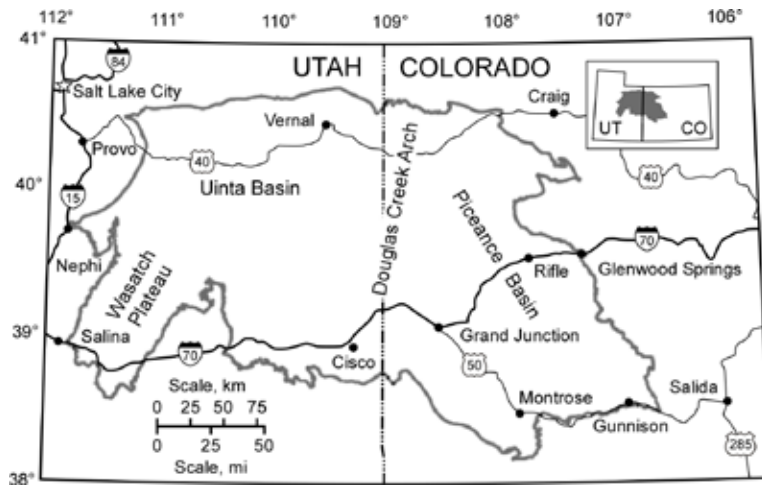 112° 111° 110° 109° 108° 107° 106°
41°
84
UTAH COLORADO
Salt Lake City
Craig
Vernal
UT CO
Provo
40
40
40°
Uinta Basin
Douglas Creek Arch
15
Piceance
Basin
70
Nephi
Rifle
Glenwood Springs
Wasatch
Plateau
Salina
39°
Grand Junction
70
Cisco
50
Scale, km
0 25 50 75
Montrose
Salida
0 25 50
Gunnison
Scale, mi
285
38°